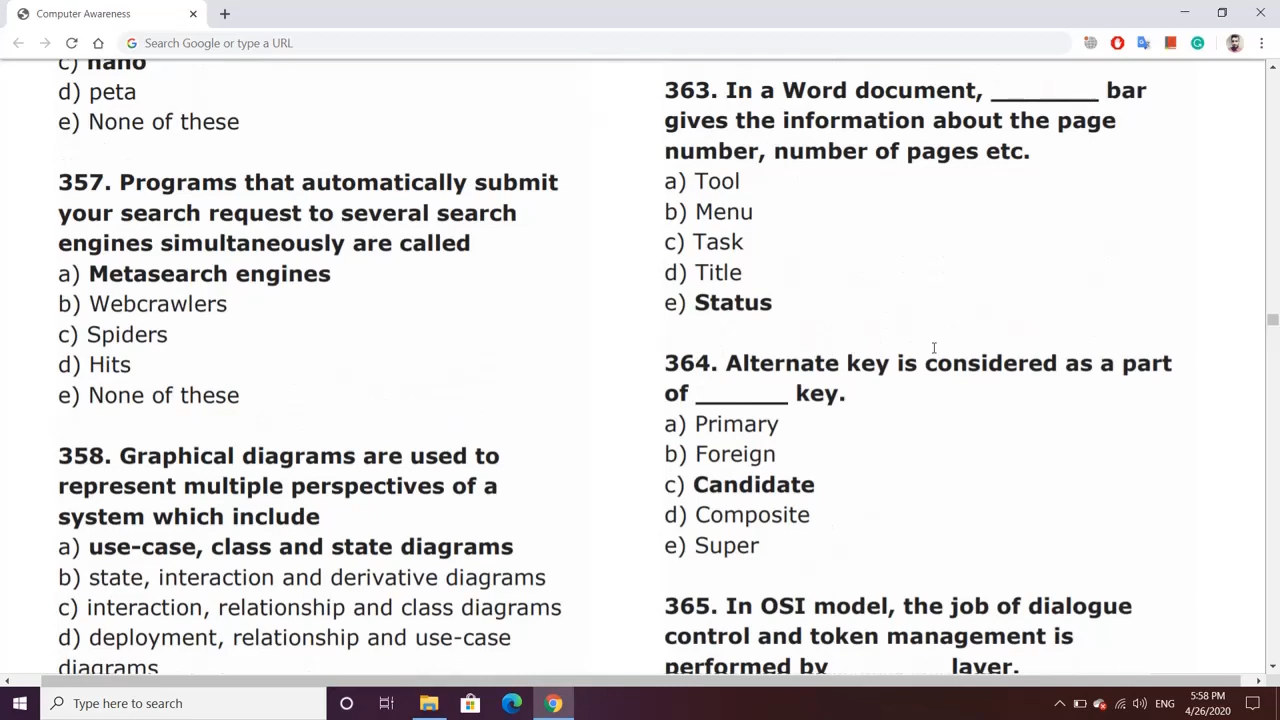 Computer Awareness
Search Google or type a URL
c) nano
d) peta
e) None of these
357. Programs that automatically submit
your search request to several search
engines simultaneously are called
a) Metasearch engines
b) Webcrawlers
c) Spiders
d) Hits
e) None of these
358. Graphical diagrams are used to
represent multiple perspectives of a
system which include
a) use-case, class and state diagrams
b) state, interaction and derivative diagrams
c) interaction, relationship and class diagrams
d) deployment, relationship and use-case
diagrams
363. In a Word document, ________ bar
gives the information about the page
number, number of pages etc.
a) Tool
b) Menu
c) Task
d) Title
e) Status
364. Alternate key is considered as a part
of _______ key.
a) Primary
b) Foreign
c) Candidate
d) Composite
e) Super
365. In OSI model, the job of dialogue
control and token management is
performed by ________ layer.
Type here to search
ENG
5:58 PM
4/26/2020